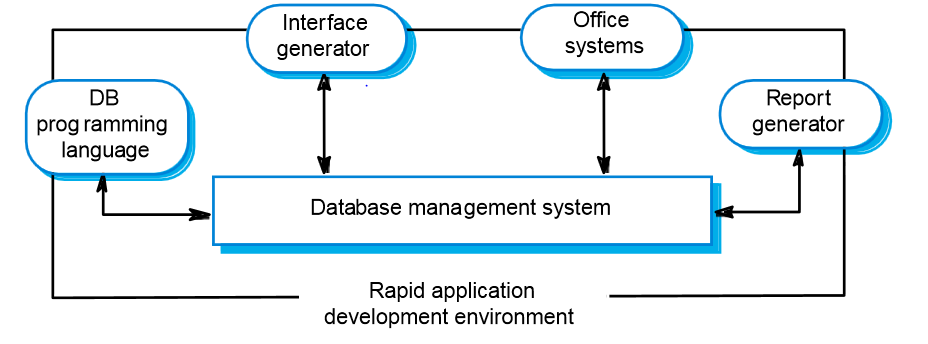 Interface
generator
Office
systems
DB
prog ramming
language
Report
generator
Database management system
Rapid application
development environment